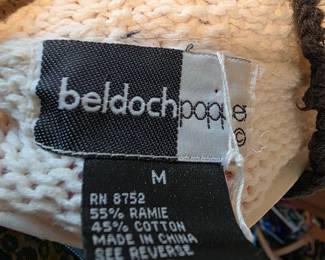 beldochpopper
©
M
RN 8752
55% RAMIE
45% COTTON
MADE IN CHINA
SEE REVERSE